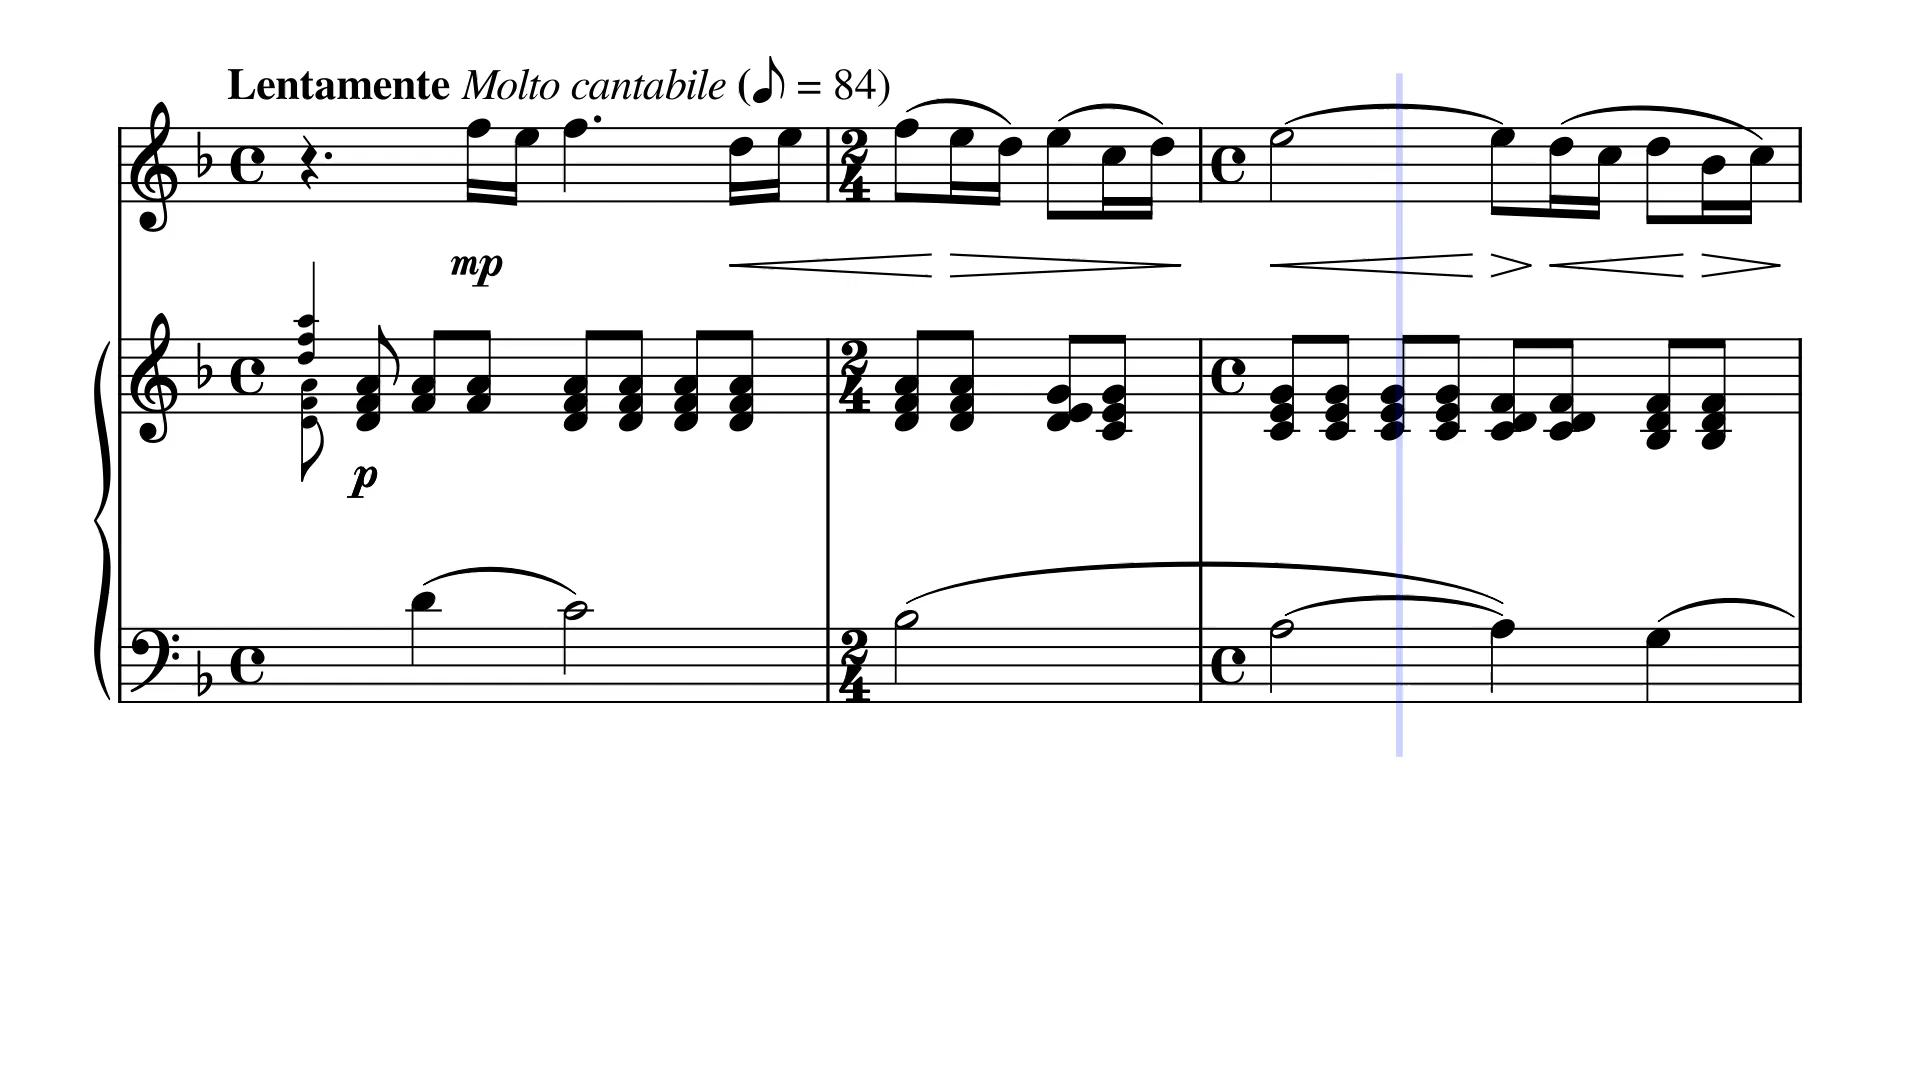 Lentamente Molto cantabile (♪ = 84)
mp
p